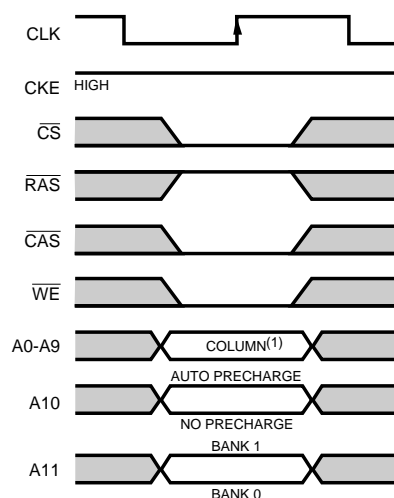 CLK
CKE HIGH
CS
RAS
CAS
WE
A0-A9 COLUMN(1)
AUTO PRECHARGE
A10
NO PRECHARGE
BANK 1
A11
BANK 0